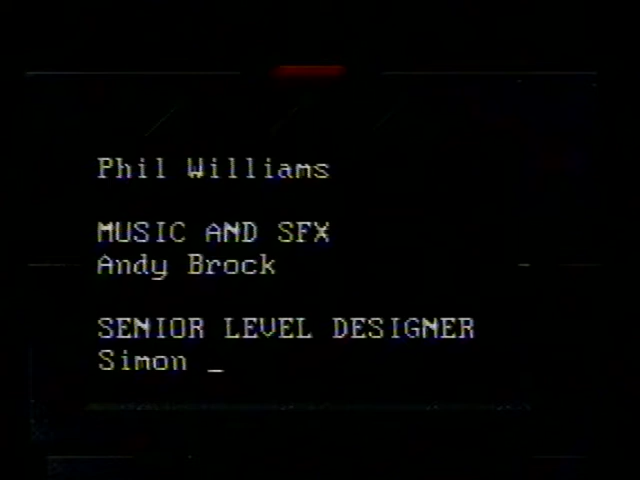 Phil Williams
MUSIC AND SFX
Andy Brock
SENIOR LEVEL DESIGNER
Simon _